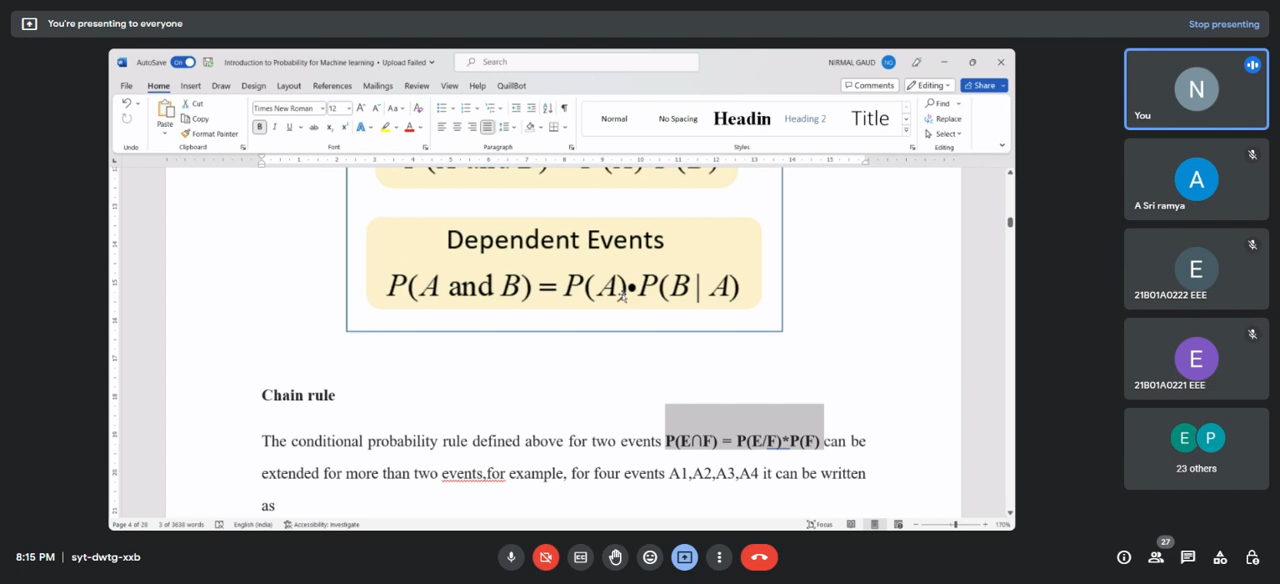 You're presenting to everyone
Stop presenting
AutoSave On Introduction to Probability for Machine learning • Upload Failed
Search
NIRMAL GAUD NG
File Home Insert Draw Design Layout References Mailings Review View Help QuillBot
Comments Editing Share
Paste
Cut
Copy
Format Painter
Times New Roman 12
Normal No Spacing Headin Heading 2 Title
Find
Replace
Select
Undo Clipboard Font Paragraph Styles Editing
Dependent Events
P(A and B) = P(A)•P(B | A)
Chain rule
The conditional probability rule defined above for two events P(E∩F) = P(E/F)*P(F) can be
extended for more than two events,for example, for four events A1,A2,A3,A4 it can be written
as
Page 4 of 28 3 of 3638 words English (India) Accessibility: Investigate Focus 170%
N
You
A
A Sri ramya
E
21B01A0222 EEE
E
21B01A0221 EEE
E P
23 others
8:15 PM | syt-dwtg-xxb
27